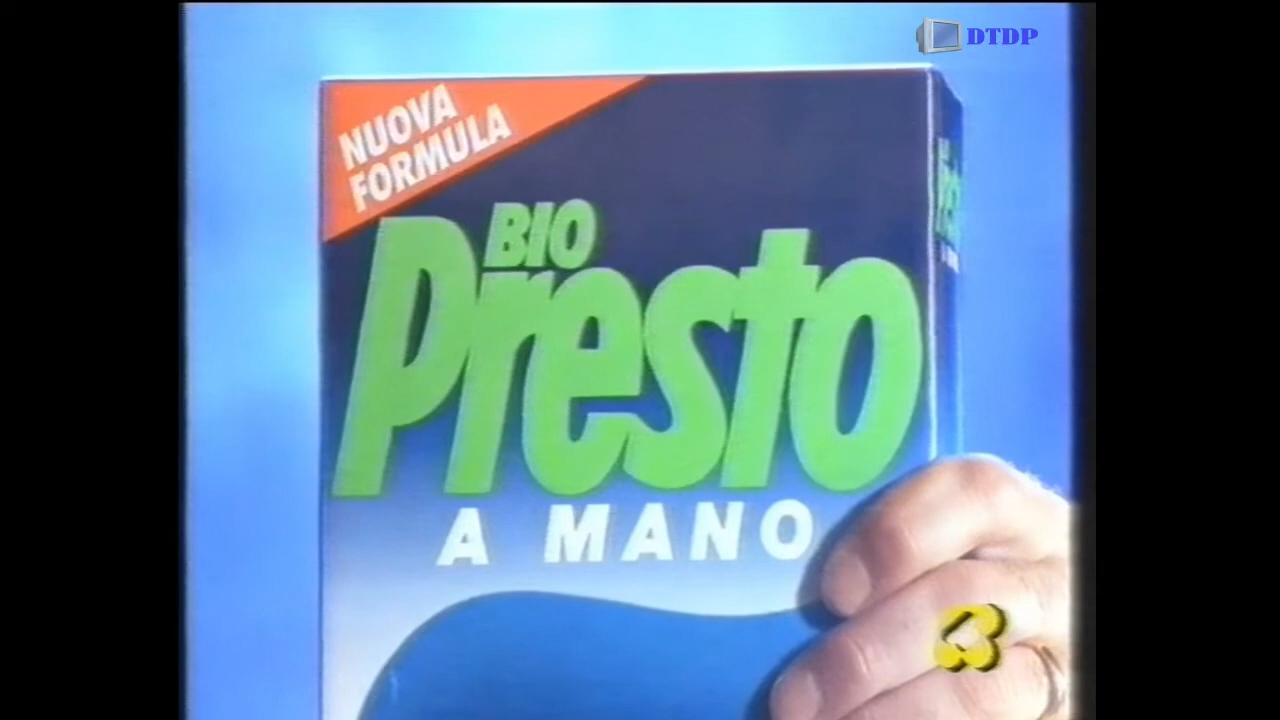 DTDP
NUOVA
FORMULA
BIO
Presto
A MANO